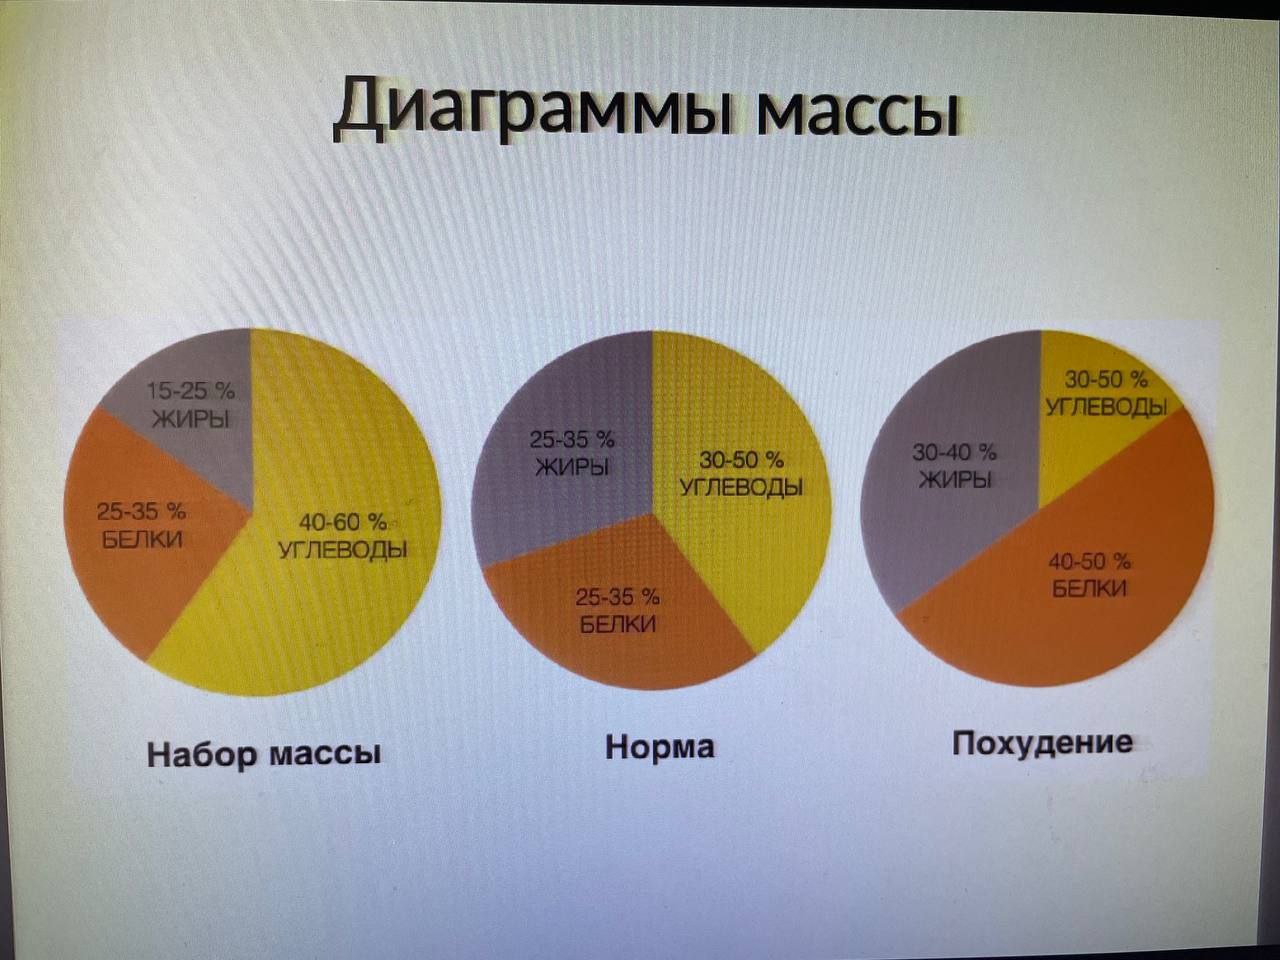 Диаграммы массы
15-25 %
ЖИРЫ
25-35 %
БЕЛКИ
40-60 %
УГЛЕВОДЫ
Набор массы
25-35 %
ЖИРЫ
30-50 %
УГЛЕВОДЫ
25-35 %
БЕЛКИ
Норма
30-50 %
УГЛЕВОДЫ
30-40 %
ЖИРЫ
40-50 %
БЕЛКИ
Похудение